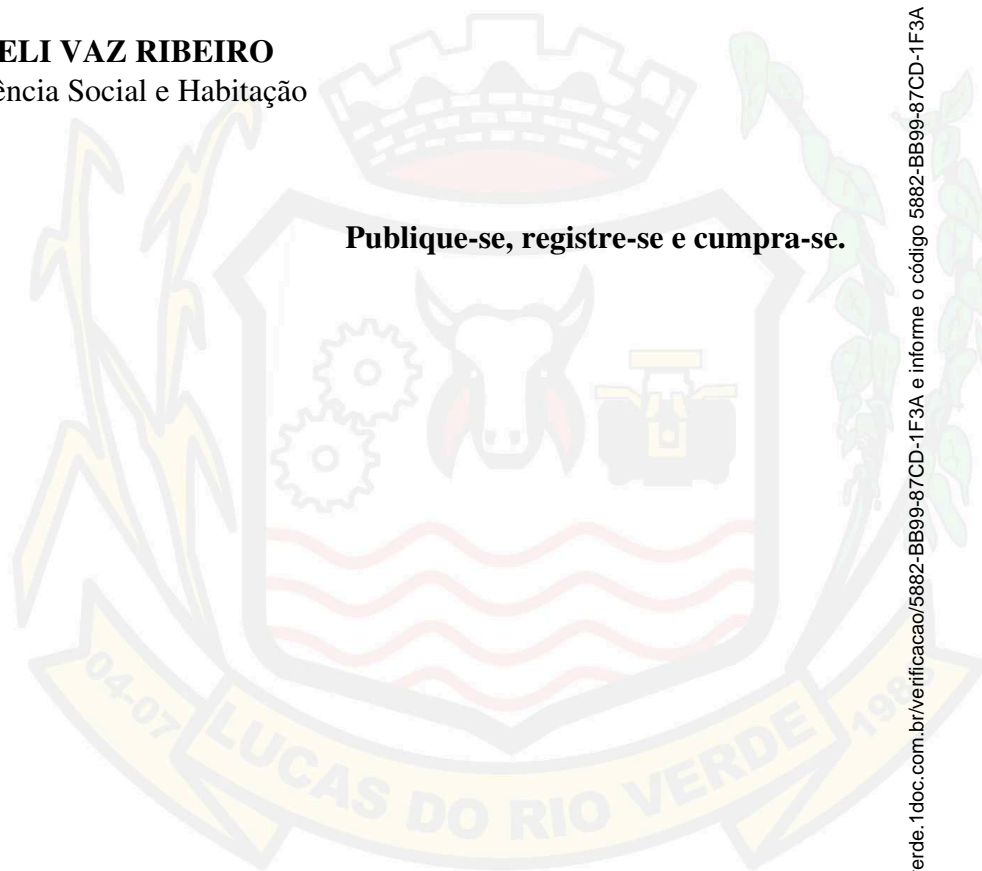 ELI VAZ RIBEIRO
ência Social e Habitação
Publique-se, registre-se e cumpra-se.
erde.1doc.com.br/verificacao/5882-BB99-87CD-1F3A e informe o código 5882-BB99-87CD-1F3A
04-07 LUCAS DO RIO VERDE 1988